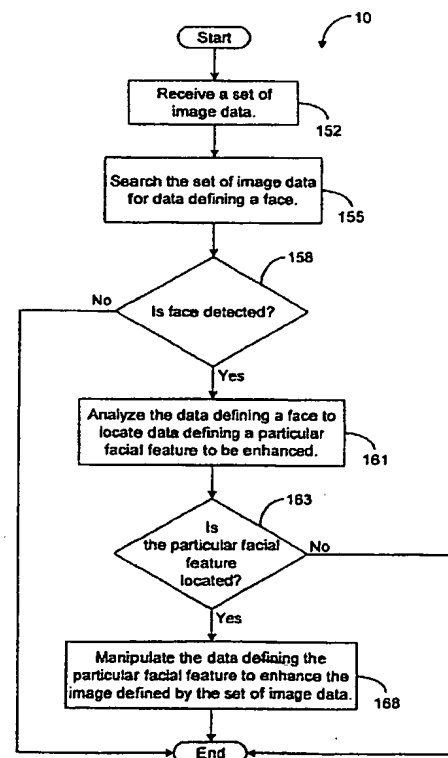 10
Start
Receive a set of
image data.
152
Search the set of image data
for data defining a face.
155
158
No
Is face detected?
Yes
Analyze the data defining a face to
locate data defining a particular
facial feature to be enhanced.
161
163
Is
the particular facial
feature
located?
No
Yes
Manipulate the data defining the
particular facial feature to enhance the
image defined by the set of image data.
168
End